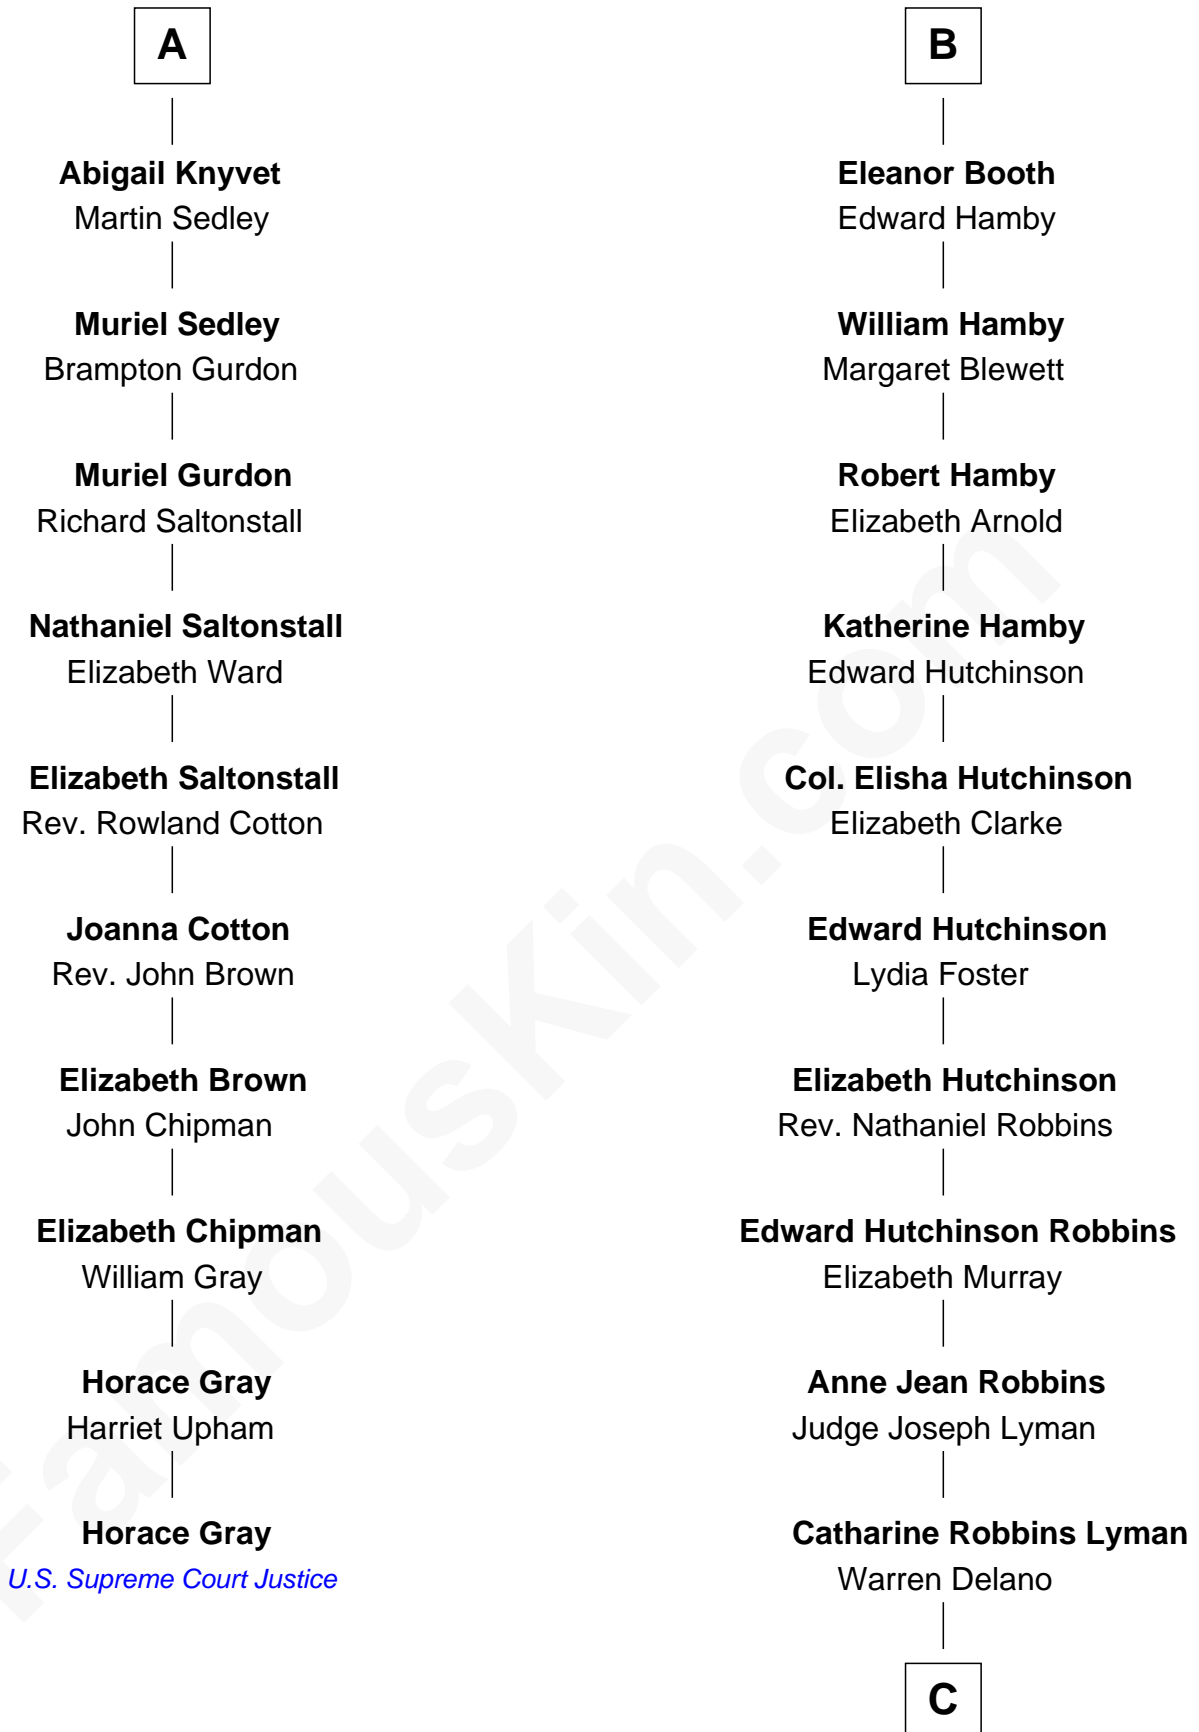 A
Abigail Knyvet
Martin Sedley
Muriel Sedley
Brampton Gurdon
Muriel Gurdon
Richard Saltonstall
Nathaniel Saltonstall
Elizabeth Ward
Elizabeth Saltonstall
Rev. Rowland Cotton
Joanna Cotton
Rev. John Brown
Elizabeth Brown
John Chipman
Elizabeth Chipman
William Gray
Horace Gray
Harriet Upham
Horace Gray
U.S. Supreme Court Justice
B
Eleanor Booth
Edward Hamby
William Hamby
Margaret Blewett
Robert Hamby
Elizabeth Arnold
Katherine Hamby
Edward Hutchinson
Col. Elisha Hutchinson
Elizabeth Clarke
Edward Hutchinson
Lydia Foster
Elizabeth Hutchinson
Rev. Nathaniel Robbins
Edward Hutchinson Robbins
Elizabeth Murray
Anne Jean Robbins
Judge Joseph Lyman
Catharine Robbins Lyman
Warren Delano
C
FamousKin.com